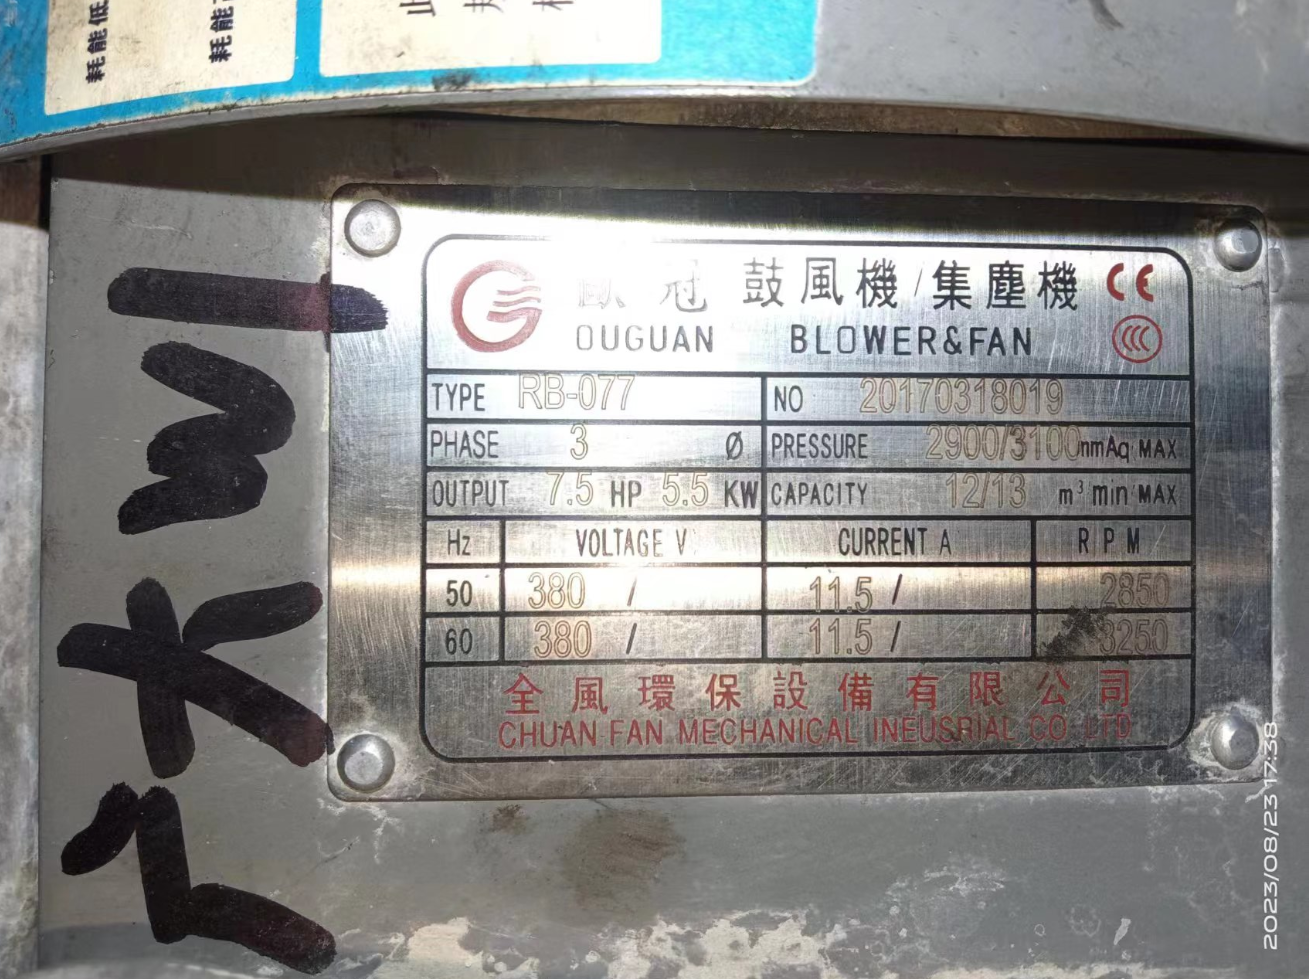 耗能低
耗能
歐冠 鼓風機/集塵機 CE
OUGUAN BLOWER&FAN CCC
TYPE RB-077 NO 20170318019
PHASE 3 Ø PRESSURE 2900/3100 mmAq MAX
OUTPUT 7.5 HP 5.5 KW CAPACITY 12/13 m³ min MAX
Hz VOLTAGE V CURRENT A R P M
50 380 / 11.5 / 2850
60 380 / 11.5 / 3250
全風環保設備有限公司
CHUAN FAN MECHANICAL INEUSRIAL CO LTD
2023/08/23 17:38